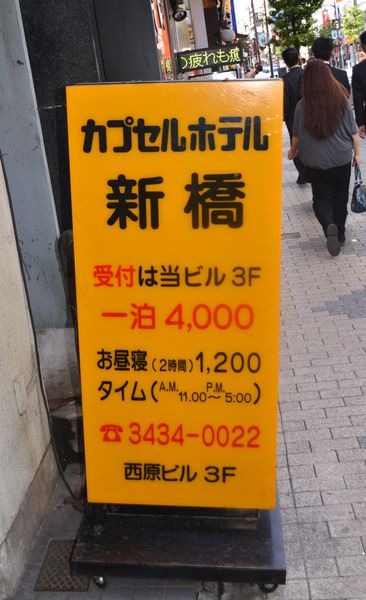 の疲れも疲
カプセルホテル
新橋
受付は当ビル3F
一泊 4,000
お昼寝(2時間)1,200
タイム(A.M. 11.00〜P.M. 5:00)
☎3434-0022
西原ビル 3F